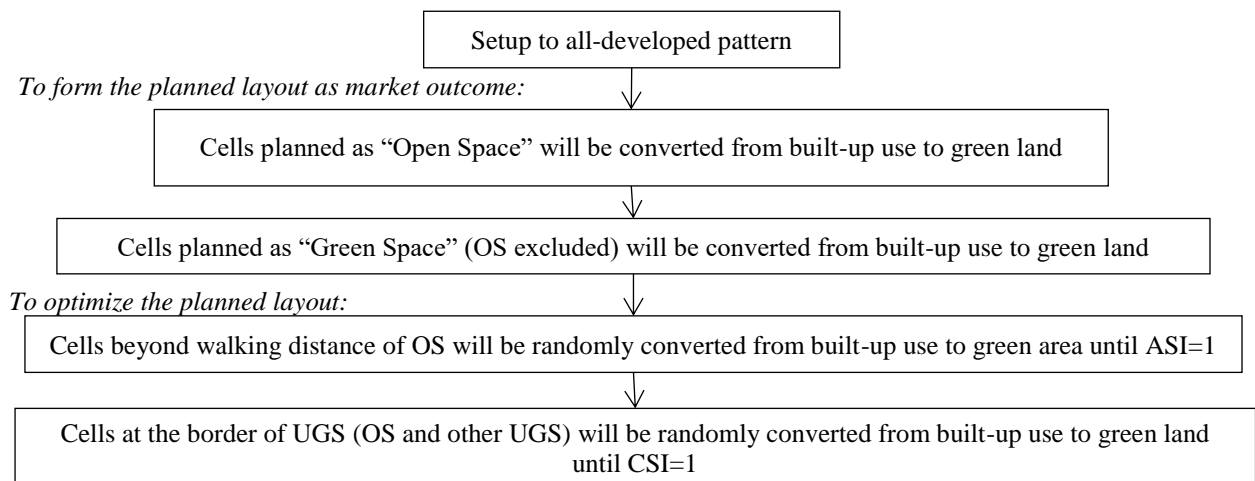 Setup to all-developed pattern
To form the planned layout as market outcome:
Cells planned as “Open Space” will be converted from built-up use to green land
Cells planned as “Green Space” (OS excluded) will be converted from built-up use to green land
To optimize the planned layout:
Cells beyond walking distance of OS will be randomly converted from built-up use to green area until ASI=1
Cells at the border of UGS (OS and other UGS) will be randomly converted from built-up use to green land
until CSI=1